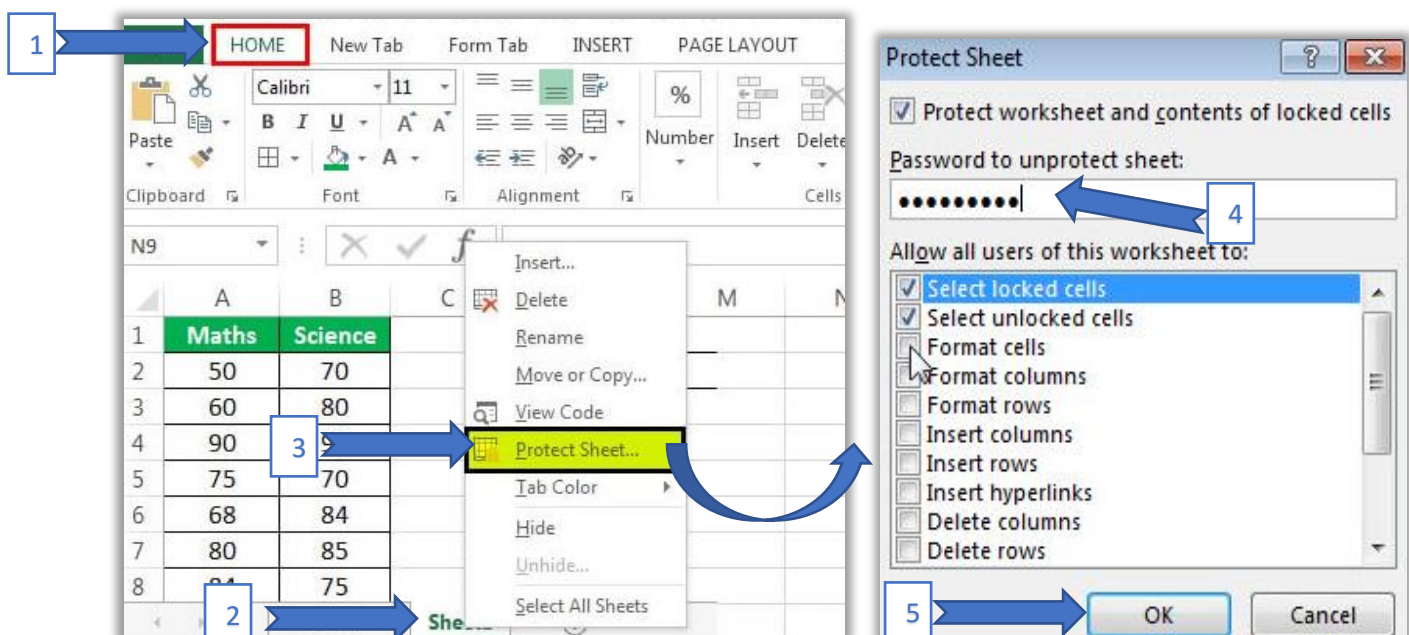 1
HOME New Tab Form Tab INSERT PAGE LAYOUT
Calibri 11
B I U A A %
A
Paste Number Insert Delete
Clipboard Font Alignment Cells
N9 f
A B C M N
1 Maths Science
2 50 70
3 60 80
4 90
5 75 70
6 68 84
7 80 85
8 75
Insert...
Delete
Rename
Move or Copy...
View Code
3
Protect Sheet...
Tab Color
Hide
Unhide...
Select All Sheets
2
Protect Sheet ?
Protect worksheet and contents of locked cells
Password to unprotect sheet:
●●●●●●●●●
4
Allow all users of this worksheet to:
Select locked cells
Select unlocked cells
Format cells
Format columns
Format rows
Insert columns
Insert rows
Insert hyperlinks
Delete columns
Delete rows
5
OK Cancel